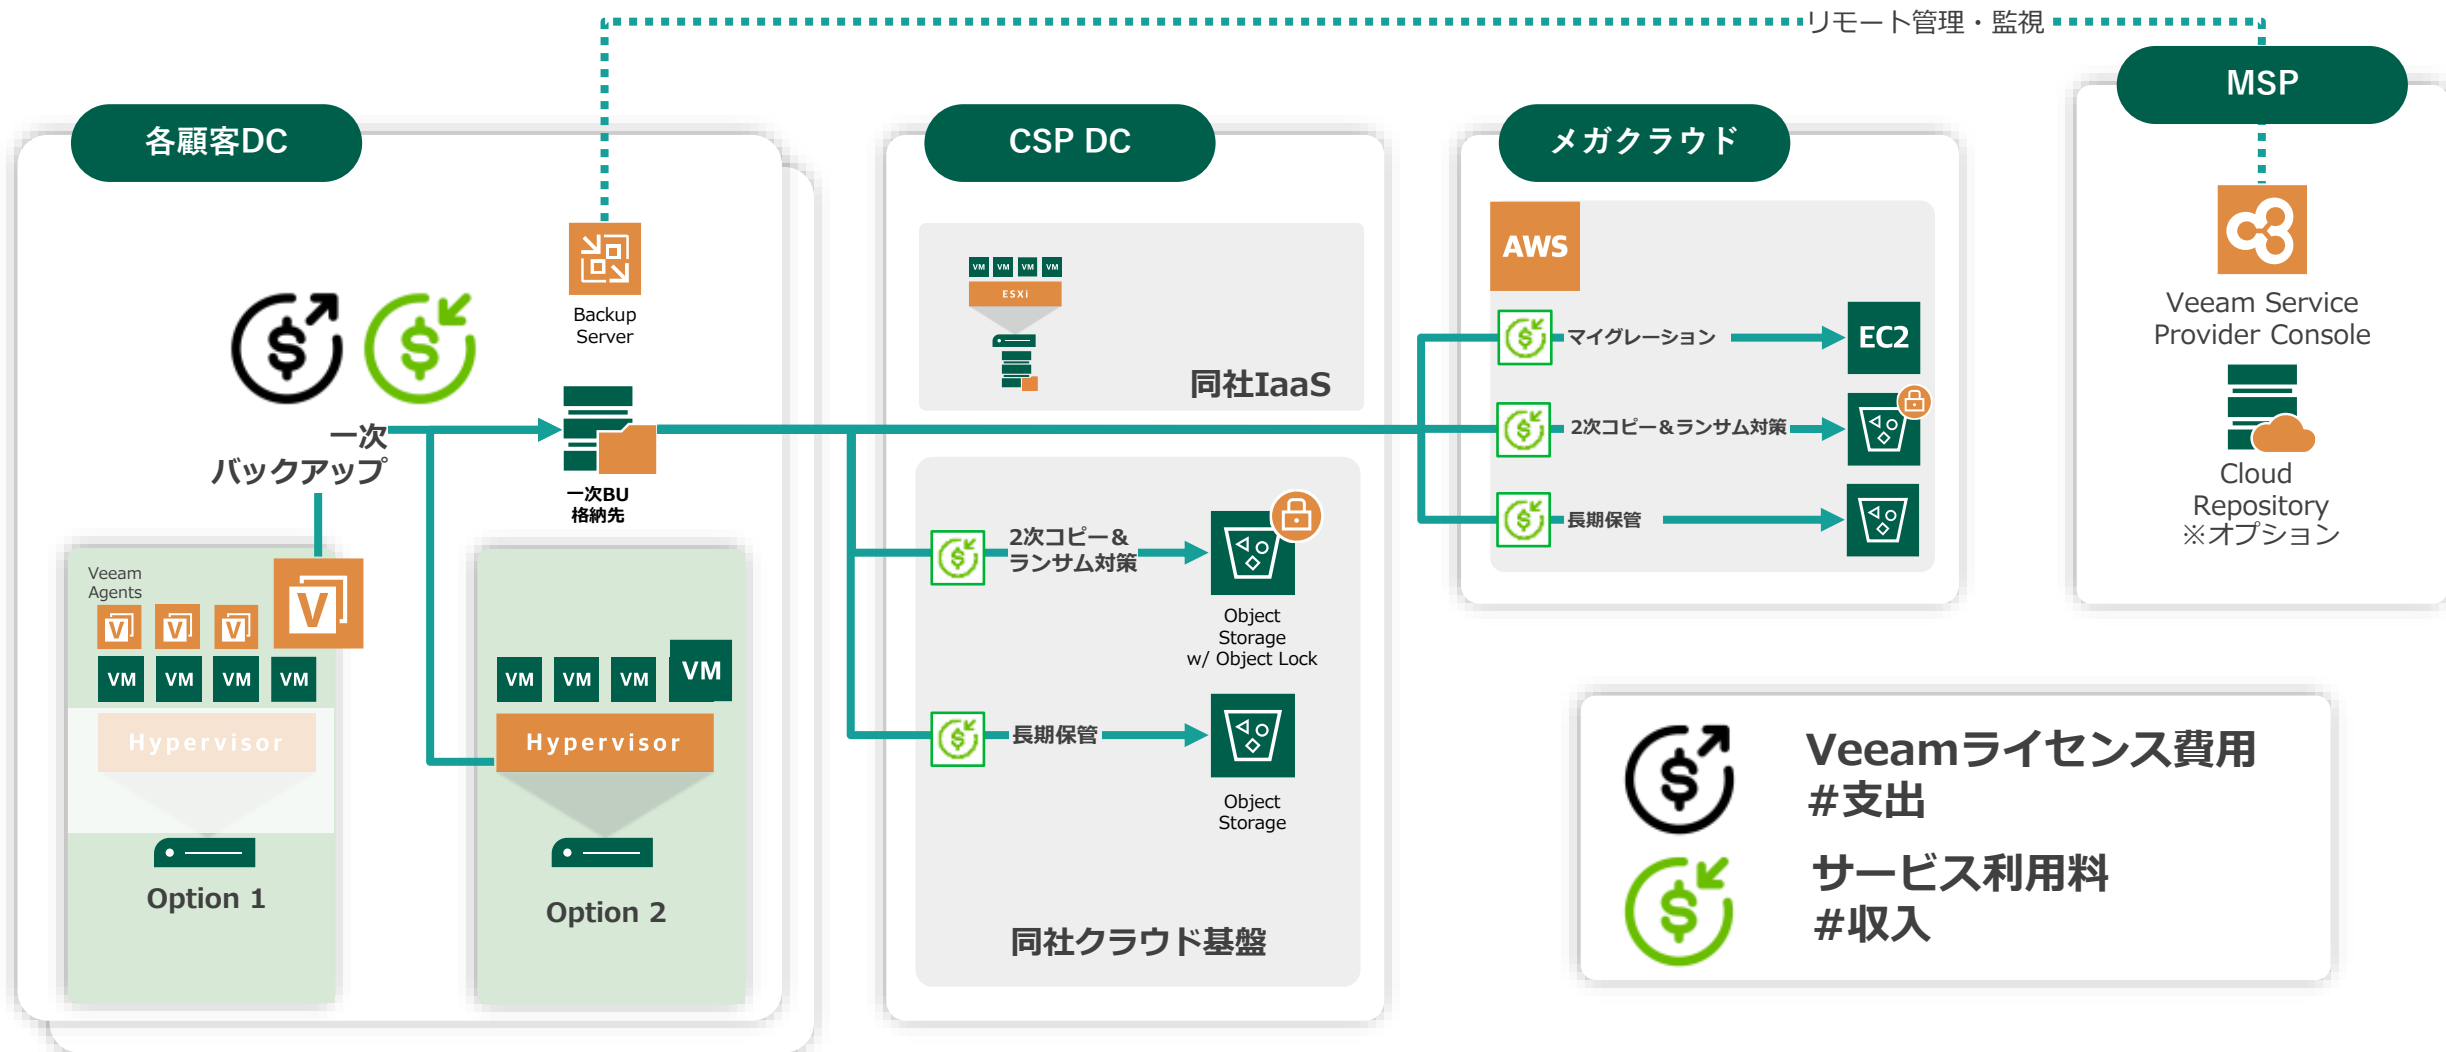 リモート管理・監視
各顧客DC
Backup
Server
一次
バックアップ
一次BU
格納先
Veeam
Agents
V
V
V
V
VM
VM
VM
VM
Hypervisor
Option 1
VM
VM
VM
VM
Hypervisor
Option 2
CSP DC
VM
VM
VM
VM
ESXi
同社IaaS
2次コピー&
ランサム対策
Object
Storage
w/ Object Lock
長期保管
Object
Storage
同社クラウド基盤
メガクラウド
AWS
マイグレーション
EC2
2次コピー&ランサム対策
長期保管
MSP
Veeam Service
Provider Console
Cloud
Repository
※オプション
Veeamライセンス費用
#支出
サービス利用料
#収入